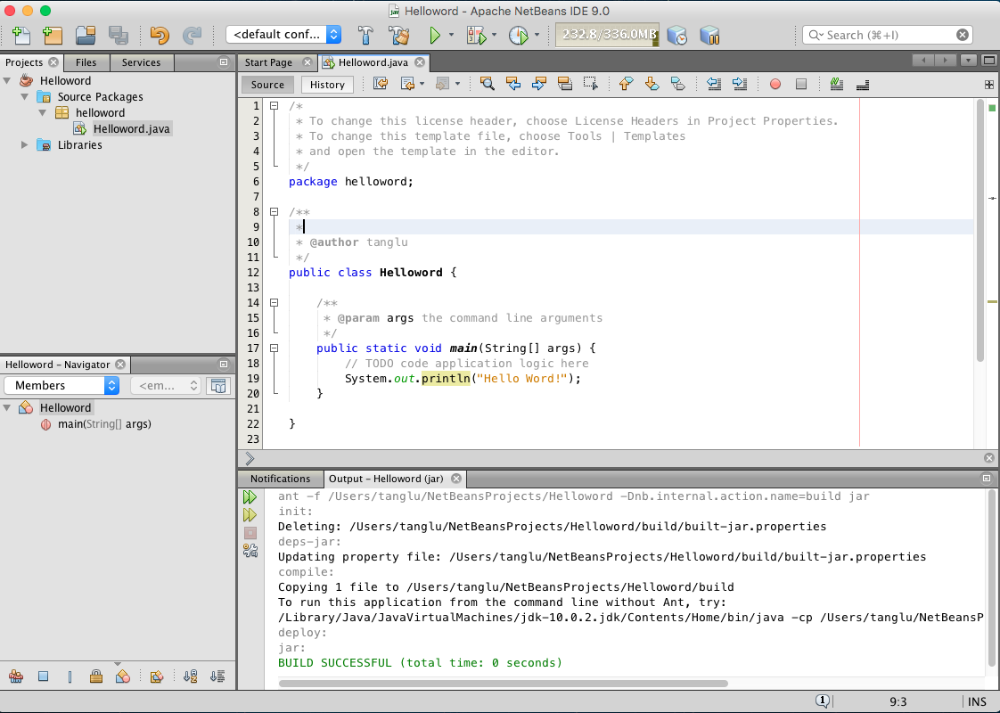 Helloword – Apache NetBeans IDE 9.0
<default conf...
232.8/336.0MB
Search (⌘+I)
Projects
Files
Services
Helloword
Source Packages
helloword
Helloword.java
Libraries
Start Page
Helloword.java
Source
History
1 /*
2 * To change this license header, choose License Headers in Project Properties.
3 * To change this template file, choose Tools | Templates
4 * and open the template in the editor.
5 */
6 package helloword;
7
8 /**
9 *
10 * @author tanglu
11 */
12 public class Helloword {
13
14 /**
15 * @param args the command line arguments
16 */
17 public static void main(String[] args) {
18 // TODO code application logic here
19 System.out.println("Hello Word!");
20 }
21
22 }
23
Helloword – Navigator
Members
<em...
Helloword
main(String[] args)
Notifications
Output – Helloword (jar)
ant -f /Users/tanglu/NetBeansProjects/Helloword -Dnb.internal.action.name=build jar
init:
Deleting: /Users/tanglu/NetBeansProjects/Helloword/build/built-jar.properties
deps-jar:
Updating property file: /Users/tanglu/NetBeansProjects/Helloword/build/built-jar.properties
compile:
Copying 1 file to /Users/tanglu/NetBeansProjects/Helloword/build
To run this application from the command line without Ant, try:
/Library/Java/JavaVirtualMachines/jdk-10.0.2.jdk/Contents/Home/bin/java -cp /Users/tanglu/NetBeansP
deploy:
jar:
BUILD SUCCESSFUL (total time: 0 seconds)
1
9:3
INS